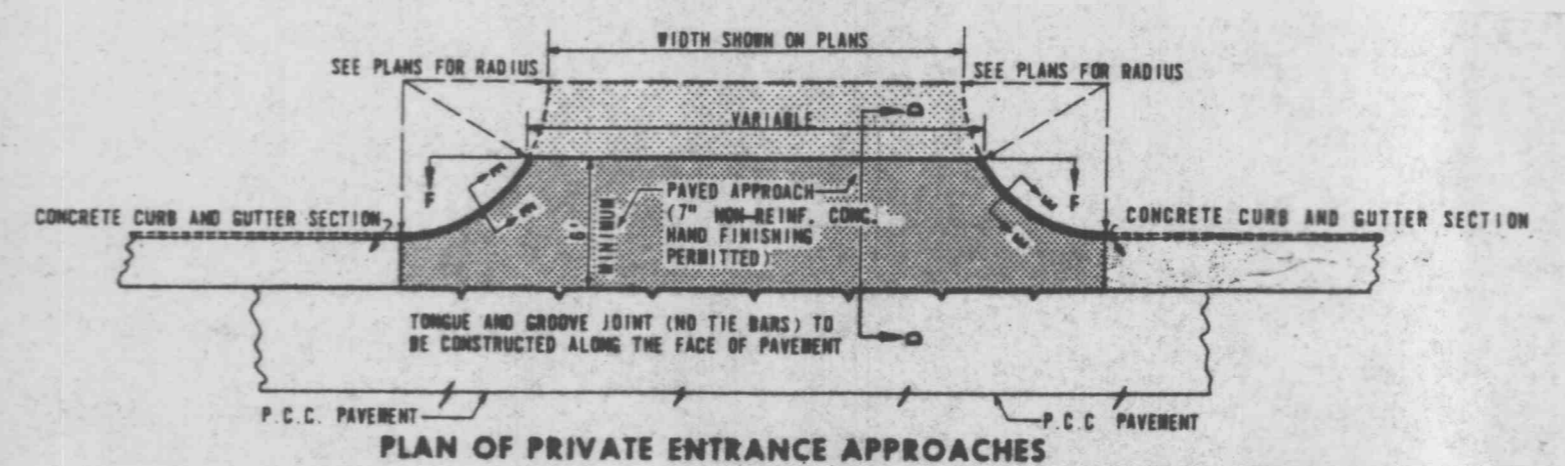 WIDTH SHOWN ON PLANS
SEE PLANS FOR RADIUS
SEE PLANS FOR RADIUS
D
VARIABLE
F
E
E
6'
MINIMUM
PAVED APPROACH
(7" NON-REINF. CONC.
HAND FINISHING
PERMITTED)
E
E
F
CONCRETE CURB AND GUTTER SECTION
CONCRETE CURB AND GUTTER SECTION
TONGUE AND GROOVE JOINT (NO TIE BARS) TO
BE CONSTRUCTED ALONG THE FACE OF PAVEMENT
D
P.C.C. PAVEMENT
P.C.C PAVEMENT
PLAN OF PRIVATE ENTRANCE APPROACHES